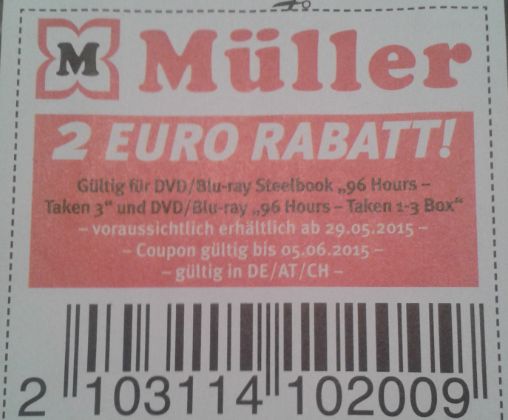 M Müller
2 EURO RABATT!
Gültig für DVD/Blu-ray Steelbook „96 Hours –
Taken 3“ und DVD/Blu-ray „96 Hours – Taken 1-3 Box“
– voraussichtlich erhältlich ab 29.05.2015 –
– Coupon gültig bis 05.06.2015 –
– gültig in DE/AT/CH –
2 103114 102009